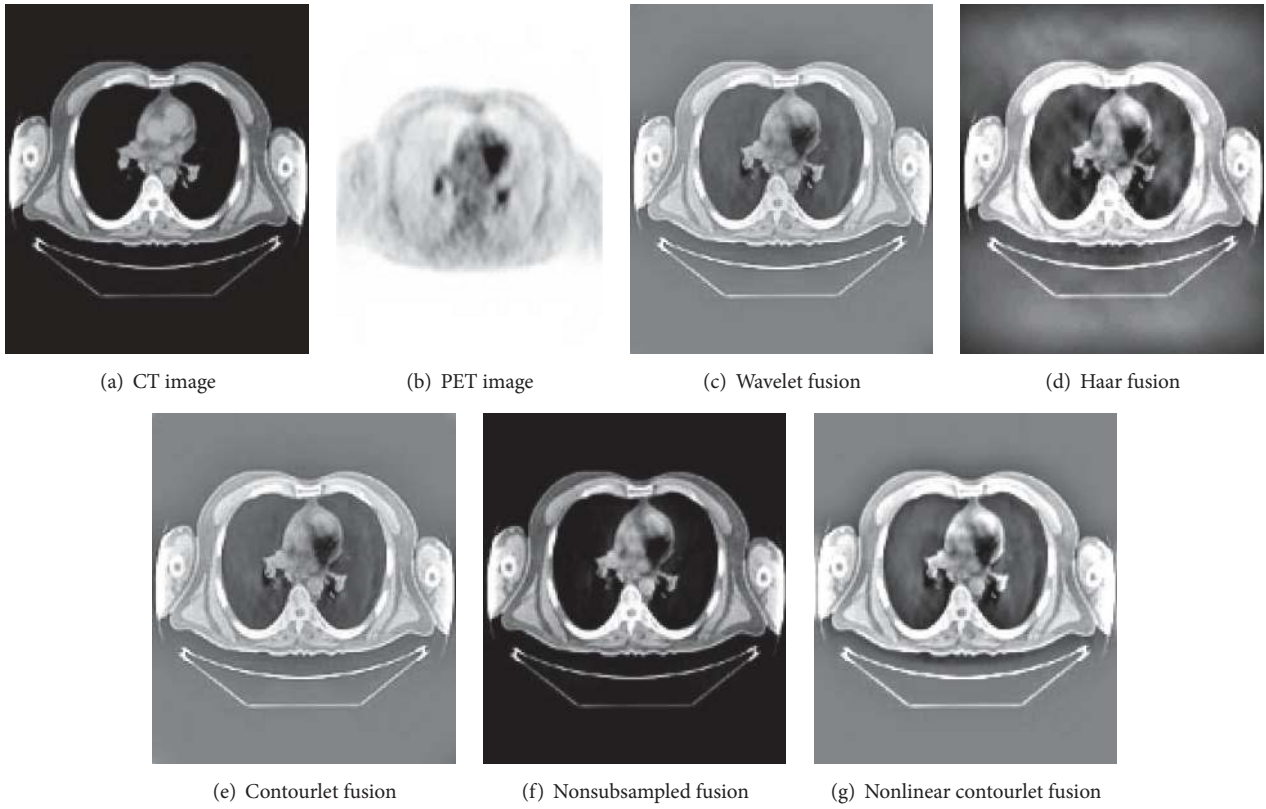 (a) CT image
(b) PET image
(c) Wavelet fusion
(d) Haar fusion
(e) Contourlet fusion
(f) Nonsubsampled fusion
(g) Nonlinear contourlet fusion